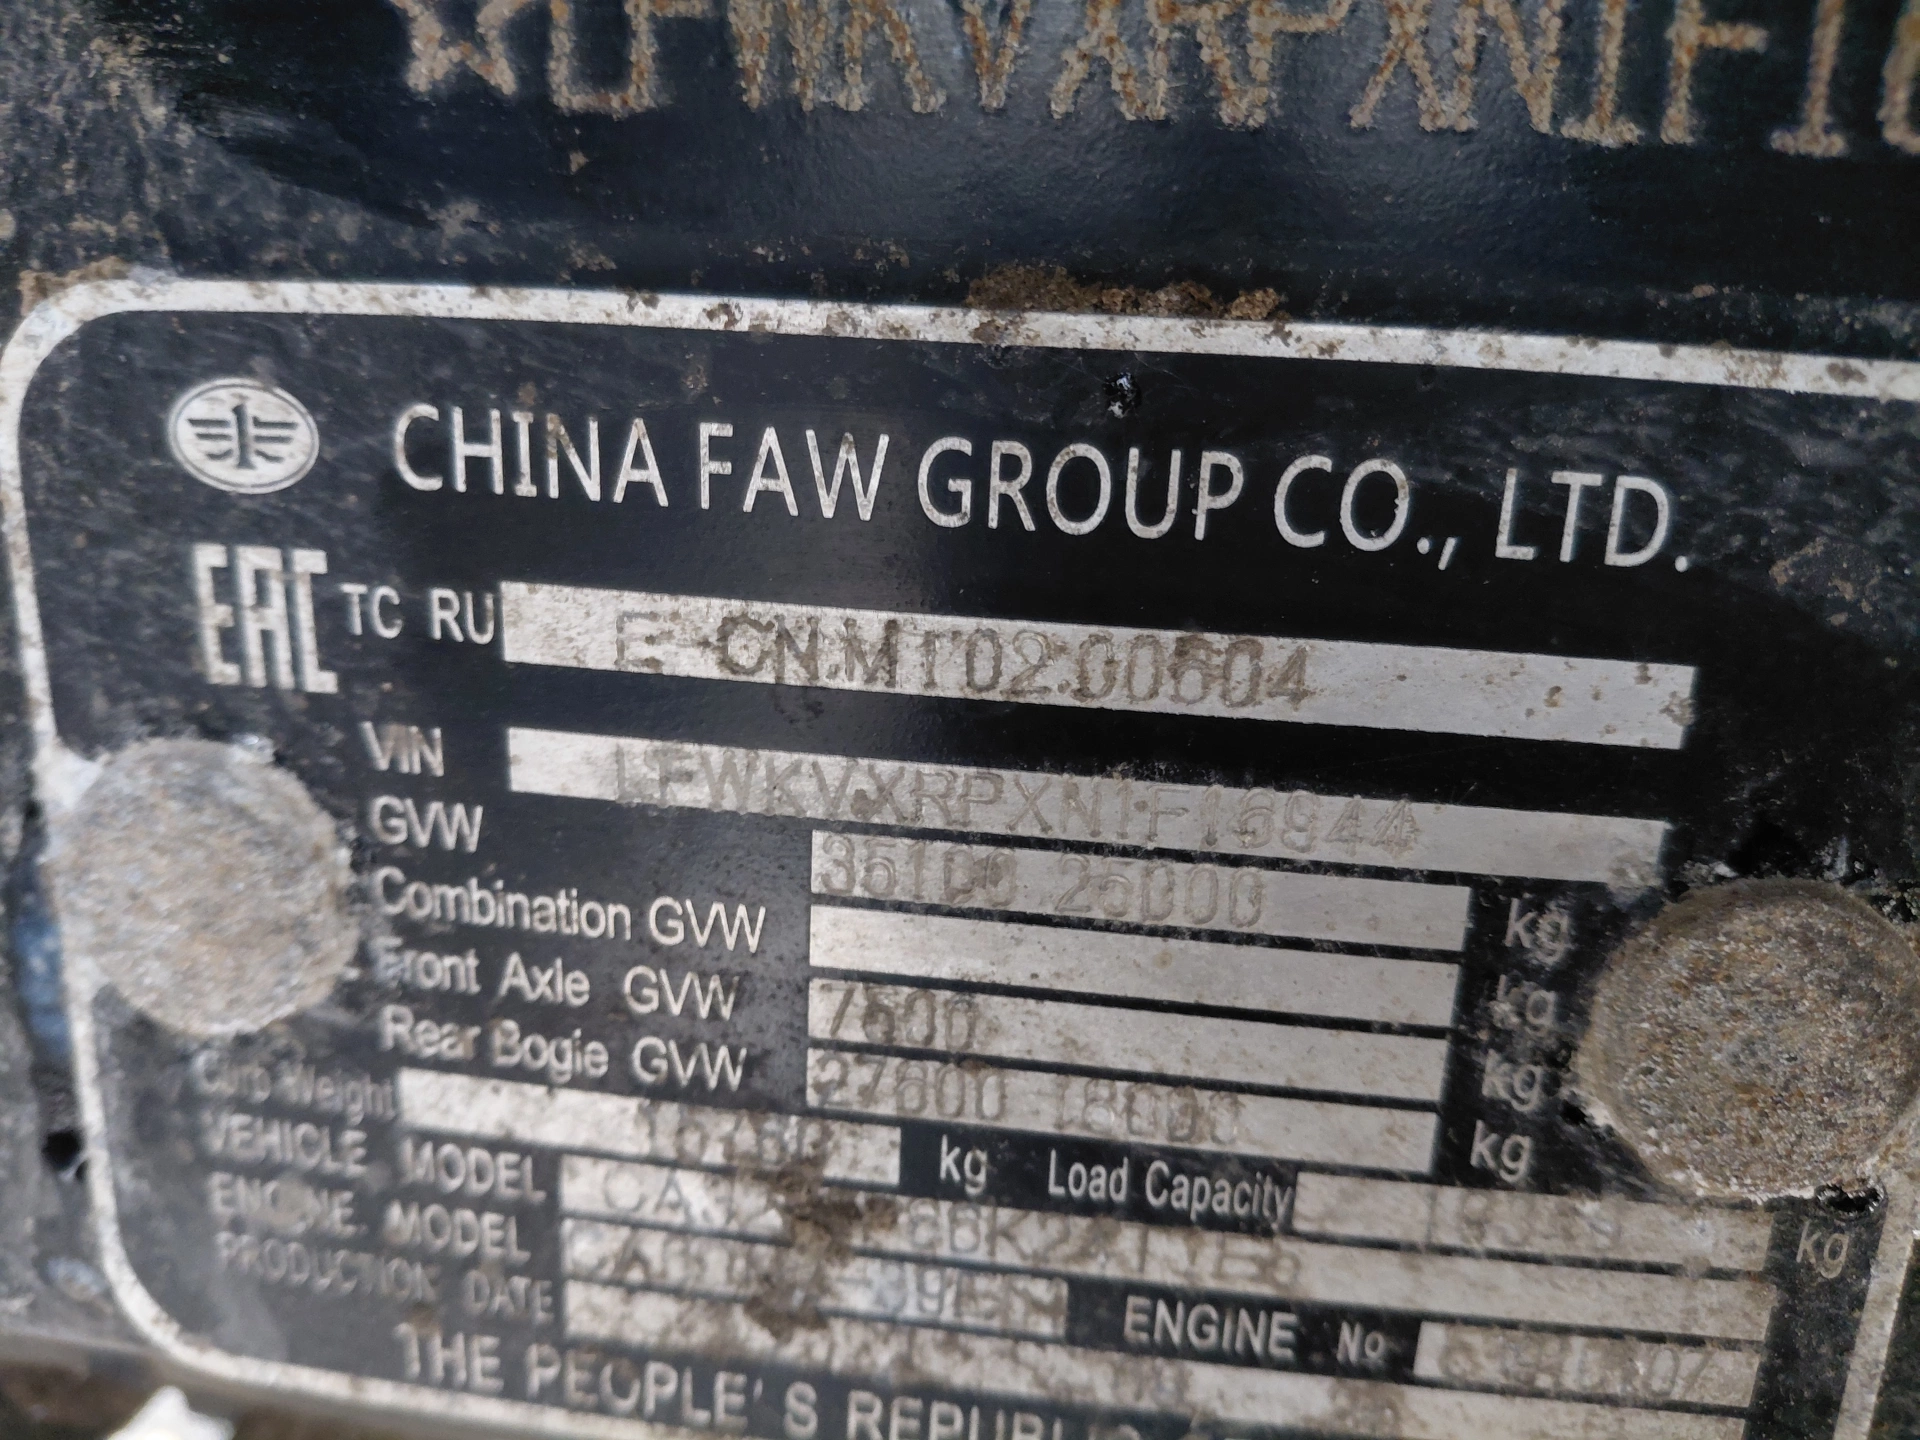 LFWKVXRPXN1F16
CHINA FAW GROUP CO., LTD.
EAC TC RU E-CN.MT02.00604
VIN LFWKVXRPXN1F16944
GVW 35100 25000 kg
Combination GVW kg
Front Axle GVW 7500 kg
Rear Bogie GVW 27600 18000 kg
Curb Weight kg Load Capacity kg
VEHICLE MODEL
ENGINE MODEL ENGINE No
PRODUCTION DATE
THE PEOPLE'S REPUBLIC